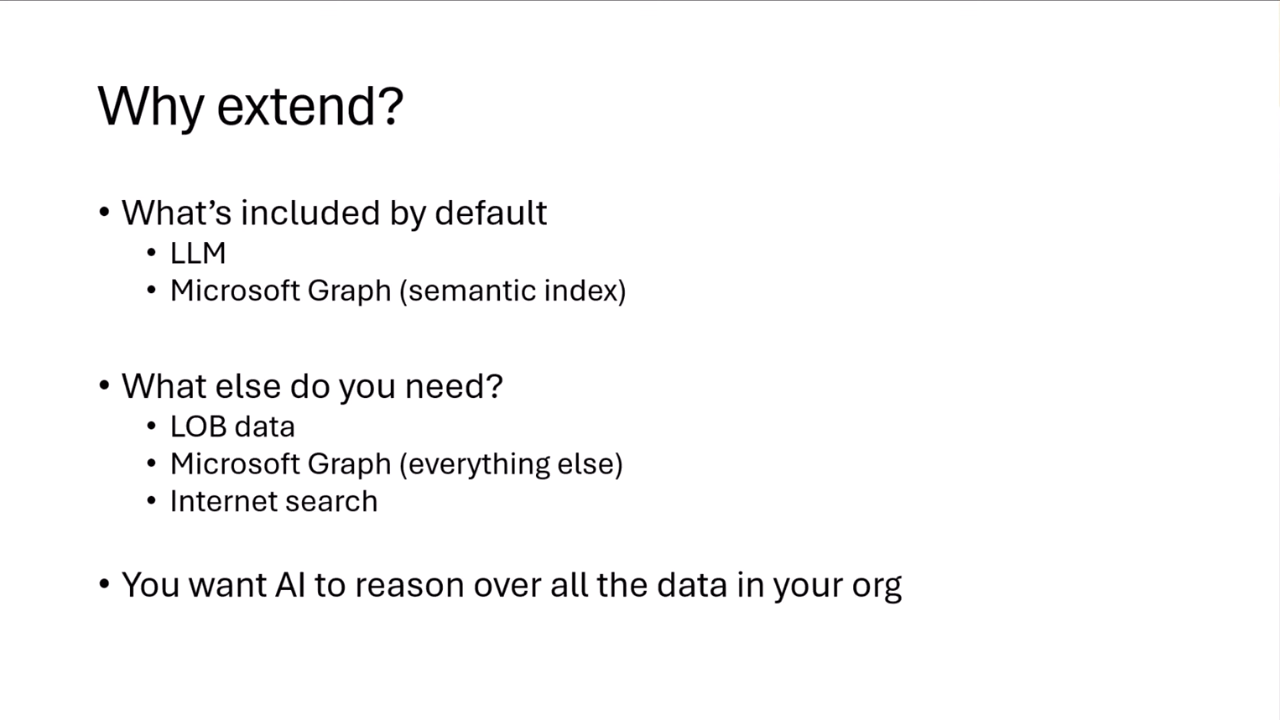 Why extend?
• What’s included by default
• LLM
• Microsoft Graph (semantic index)
• What else do you need?
• LOB data
• Microsoft Graph (everything else)
• Internet search
• You want AI to reason over all the data in your org